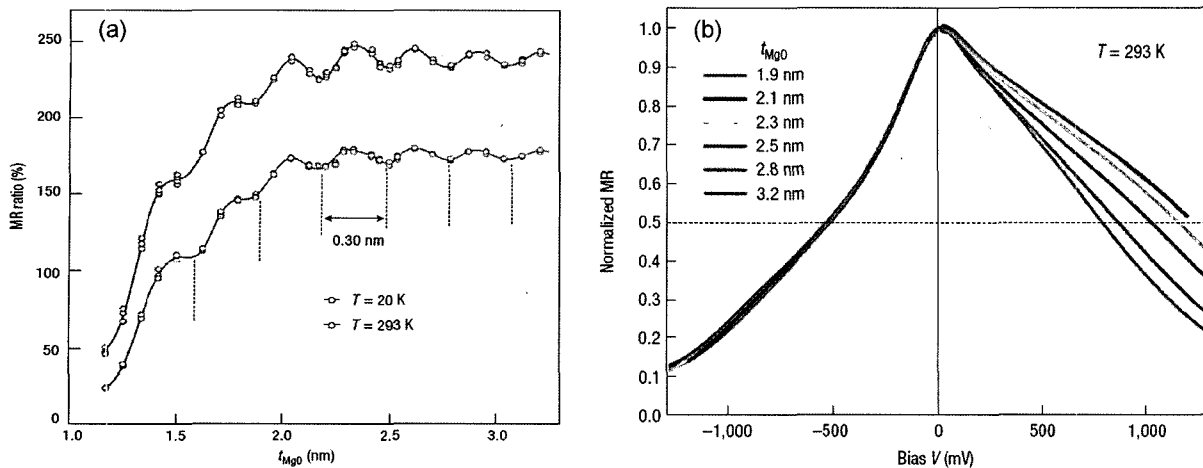 (a)
250
200
150
100
50
0
MR ratio (%)
0.30 nm
T = 20 K
T = 293 K
1.0 1.5 2.0 2.5 3.0
tMgO (nm)
(b)
1.0
0.9
0.8
0.7
0.6
0.5
0.4
0.3
0.2
0.1
0.0
Normalized MR
tMgO
1.9 nm
2.1 nm
2.3 nm
2.5 nm
2.8 nm
3.2 nm
T = 293 K
–1,000 –500 0 500 1,000
Bias V (mV)